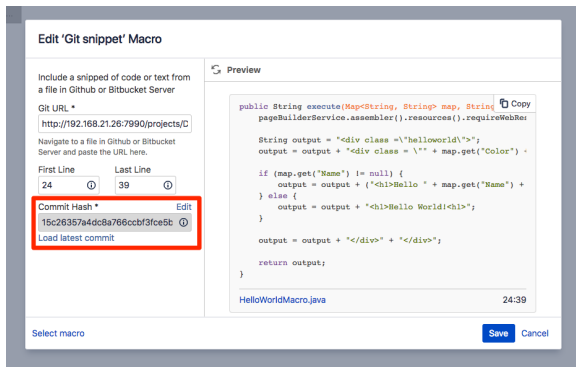 Edit 'Git snippet' Macro
Include a snipped of code or text from
a file in Github or Bitbucket Server
Git URL *
http://192.168.21.26:7990/projects/D
Navigate to a file in Github or Bitbucket
Server and paste the URL here.
First Line Last Line
24 39
Commit Hash * Edit
15c26357a4dc8a766ccbf3fce5b
Load latest commit
Preview
Copy
public String execute(Map<String, String> map, String
pageBuilderService.assembler().resources().requireWebRes
String output = "<div class =\"helloworld\">";
output = output + "<div class = \"" + map.get("Color") +
if (map.get("Name") != null) {
output = output + ("<h1>Hello " + map.get("Name") +
} else {
output = output + "<h1>Hello World!<h1>";
}
output = output + "</div>" + "</div>";
return output;
}
HelloWorldMacro.java 24:39
Select macro
Save Cancel